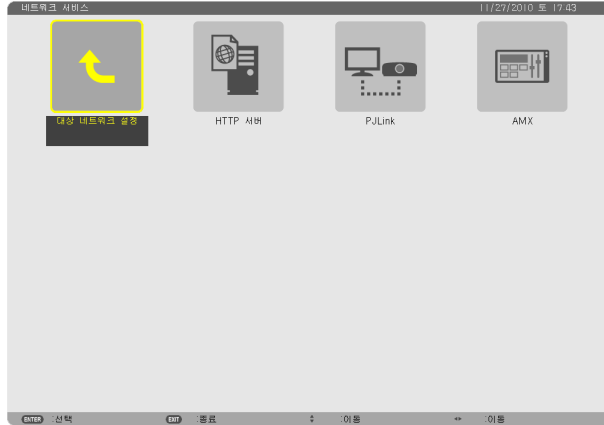 네트워크 서비스 11/27/2010 토 17:43
대상 네트워크 설정 HTTP 서버 PJLink AMX
ENTER :선택 EXIT :종료 :이동 :이동